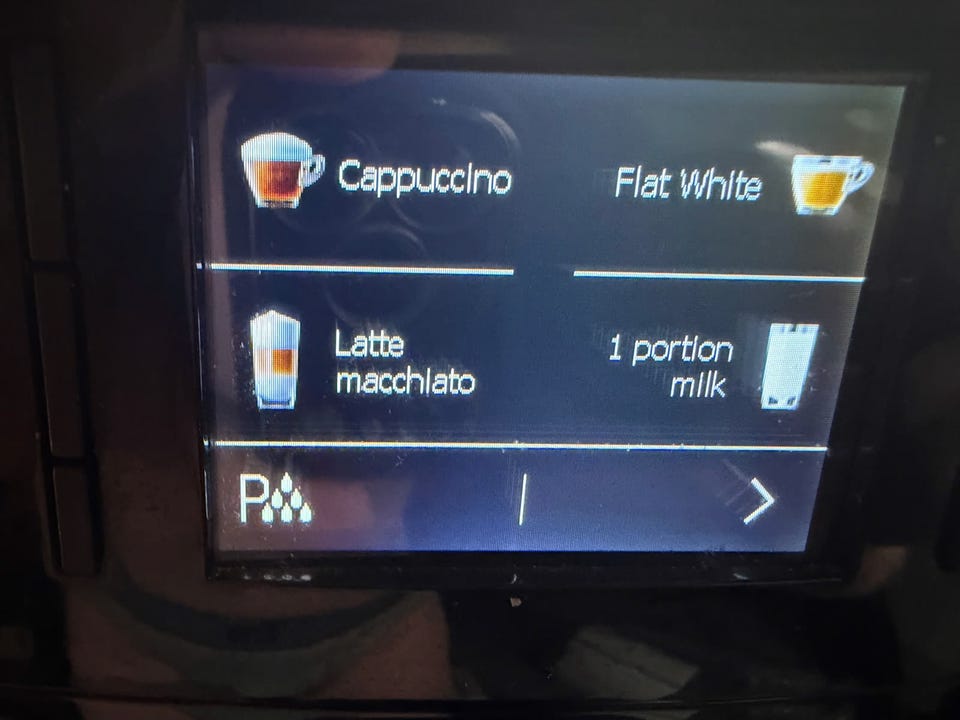 Cappuccino
Flat White
Latte
macchiato
1 portion
milk
P